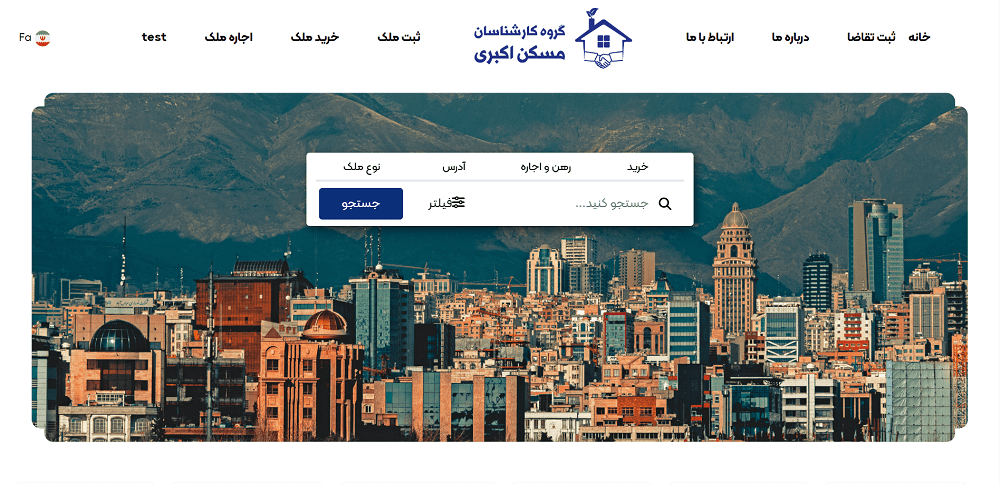 خانه
ثبت تقاضا
درباره ما
ارتباط با ما
گروه کارشناسان
مسکن اکبری
ثبت ملک
خرید ملک
اجاره ملک
test
Fa
خرید
رهن و اجاره
آدرس
نوع ملک
جستجو کنید...
فیلتر
جستجو